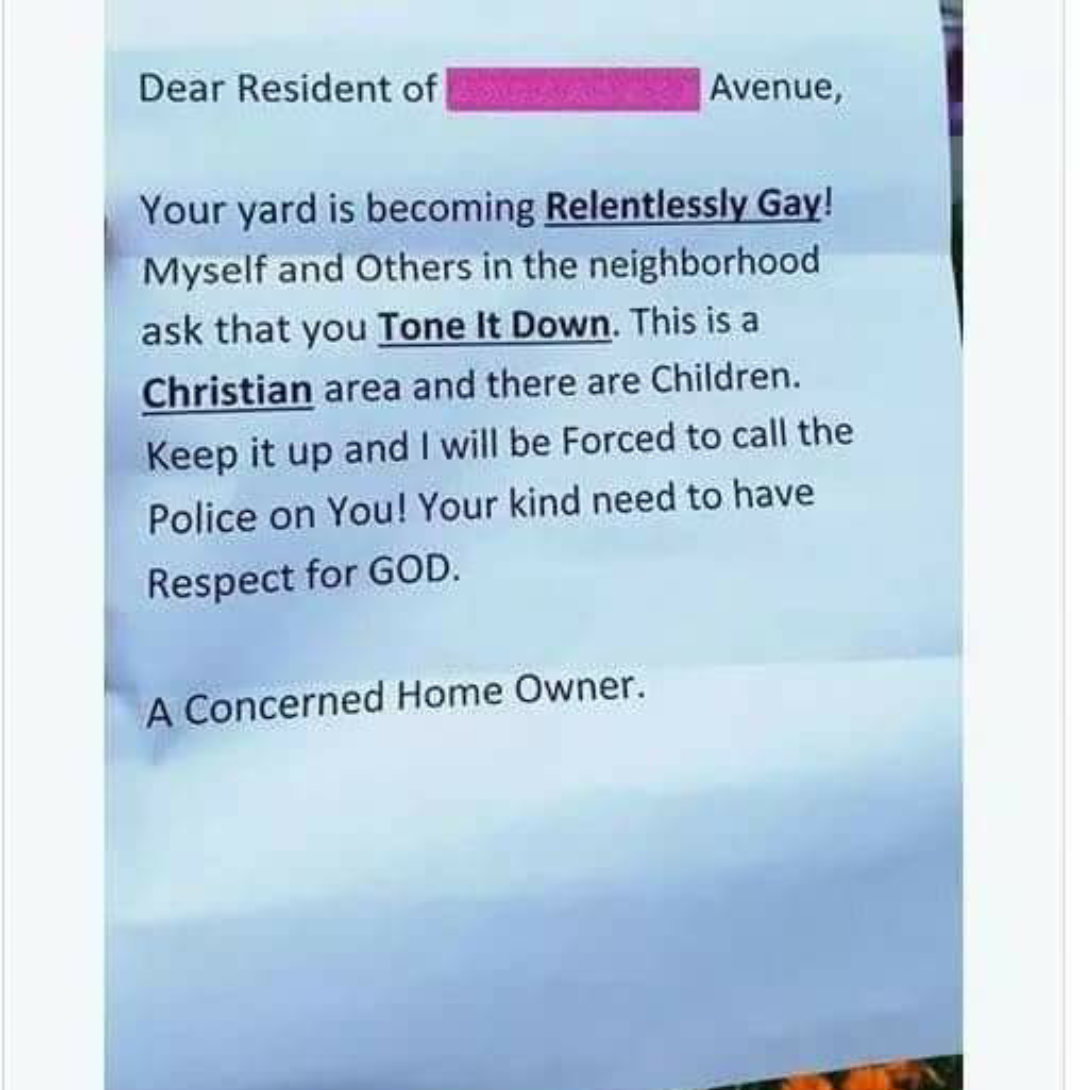 Dear Resident of Avenue,
Your yard is becoming Relentlessly Gay!
Myself and Others in the neighborhood
ask that you Tone It Down. This is a
Christian area and there are Children.
Keep it up and I will be Forced to call the
Police on You! Your kind need to have
Respect for GOD.
A Concerned Home Owner.